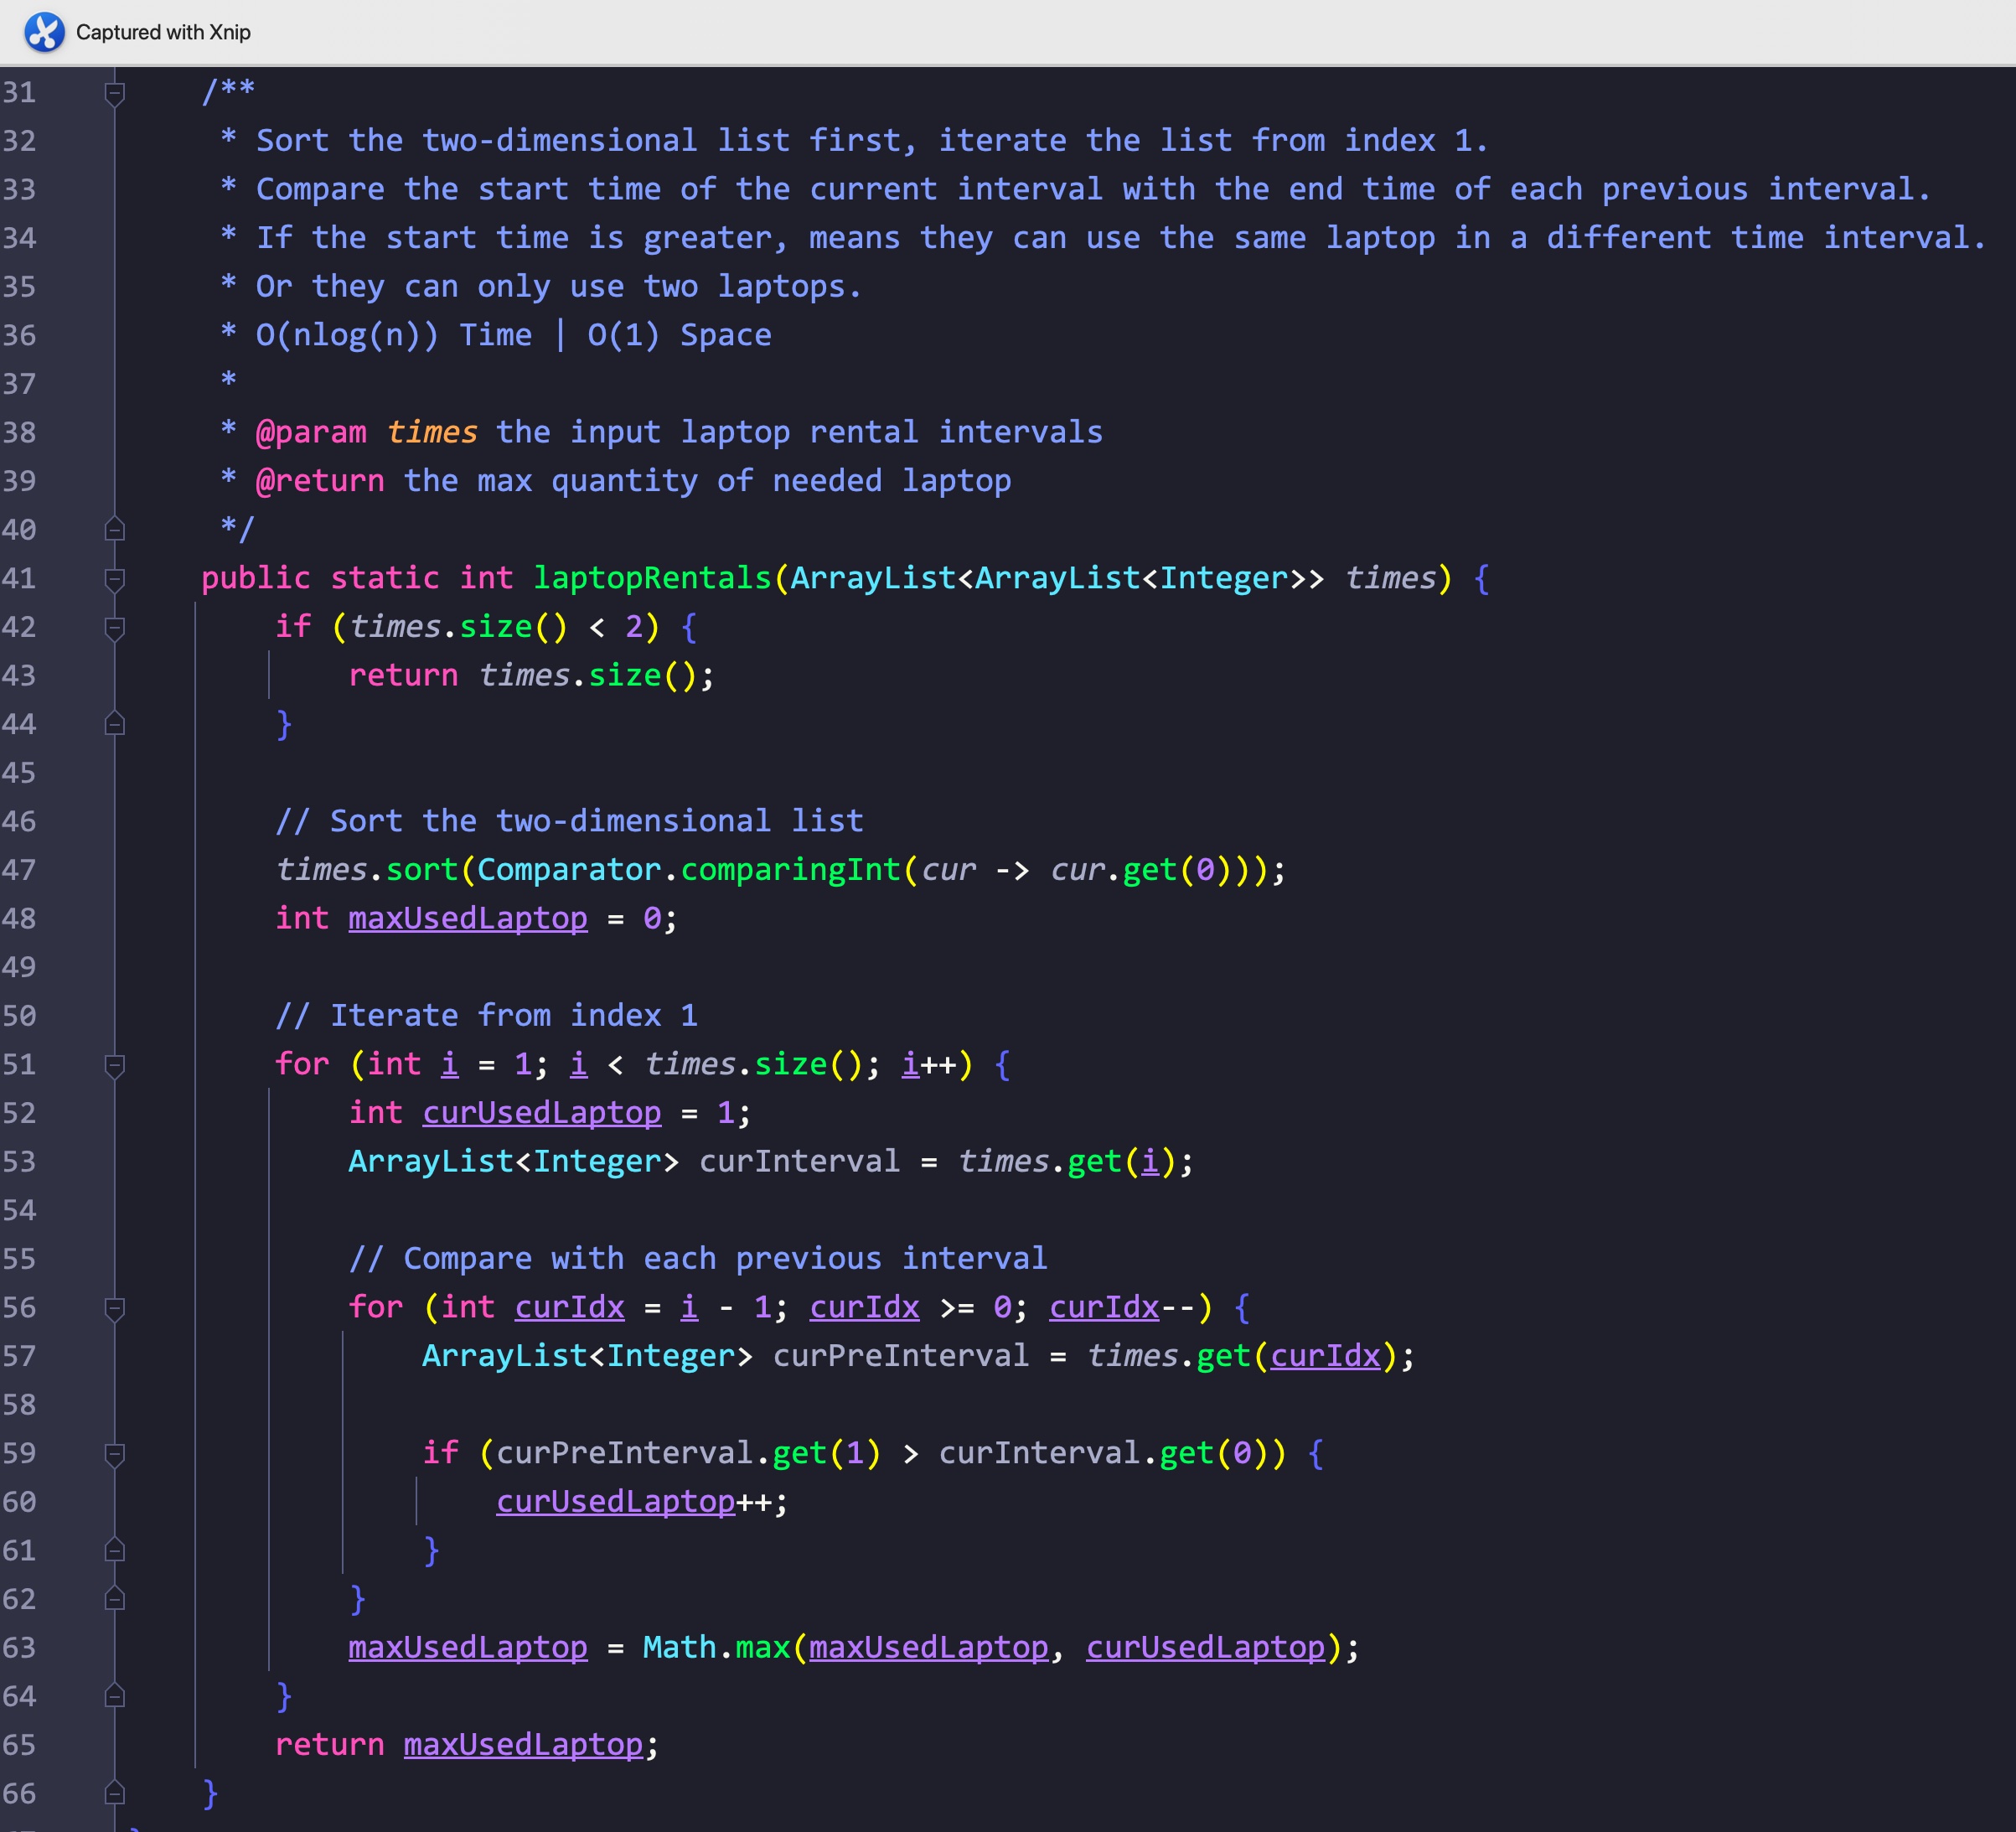 Captured with Xnip
31 /**
32 * Sort the two-dimensional list first, iterate the list from index 1.
33 * Compare the start time of the current interval with the end time of each previous interval.
34 * If the start time is greater, means they can use the same laptop in a different time interval.
35 * Or they can only use two laptops.
36 * O(nlog(n)) Time | O(1) Space
37 *
38 * @param times the input laptop rental intervals
39 * @return the max quantity of needed laptop
40 */
41 public static int laptopRentals(ArrayList<ArrayList<Integer>> times) {
42 if (times.size() < 2) {
43 return times.size();
44 }
45
46 // Sort the two-dimensional list
47 times.sort(Comparator.comparingInt(cur -> cur.get(0)));
48 int maxUsedLaptop = 0;
49
50 // Iterate from index 1
51 for (int i = 1; i < times.size(); i++) {
52 int curUsedLaptop = 1;
53 ArrayList<Integer> curInterval = times.get(i);
54
55 // Compare with each previous interval
56 for (int curIdx = i - 1; curIdx >= 0; curIdx--) {
57 ArrayList<Integer> curPreInterval = times.get(curIdx);
58
59 if (curPreInterval.get(1) > curInterval.get(0)) {
60 curUsedLaptop++;
61 }
62 }
63 maxUsedLaptop = Math.max(maxUsedLaptop, curUsedLaptop);
64 }
65 return maxUsedLaptop;
66 }